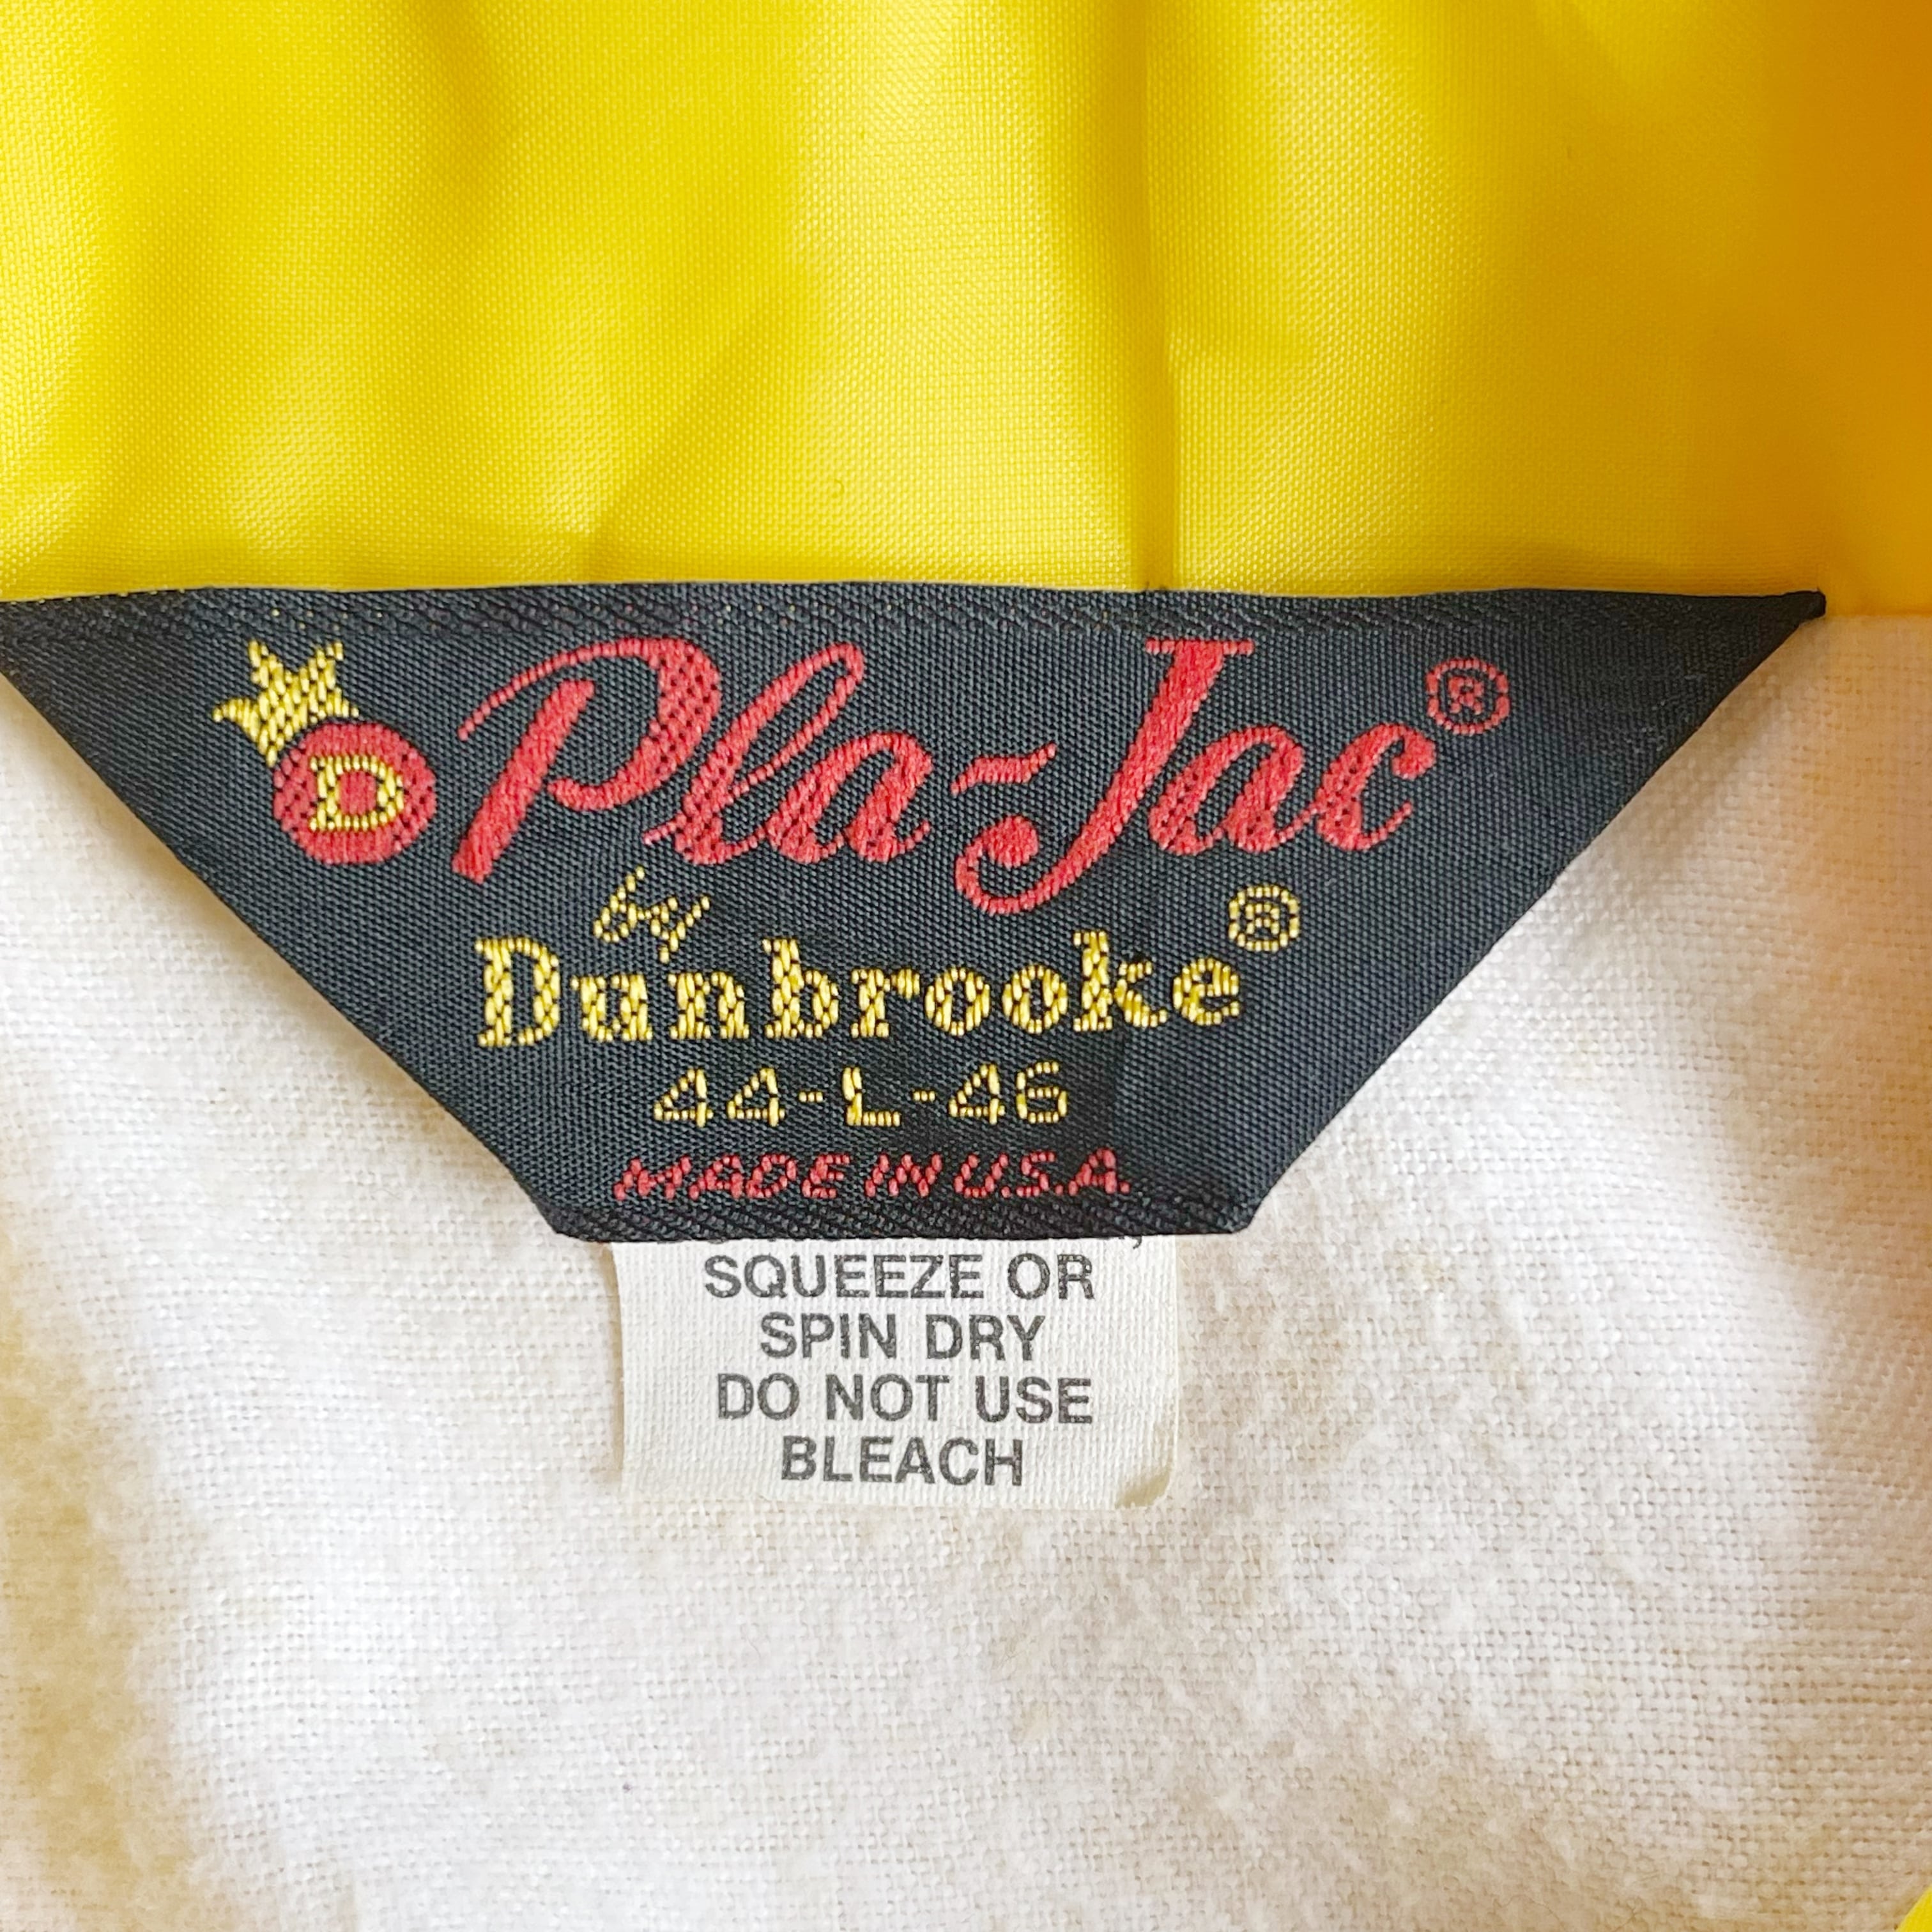 D Pla-Jac®
by
Dunbrooke®
44-L-46
MADE IN U.S.A.
SQUEEZE OR
SPIN DRY
DO NOT USE
BLEACH